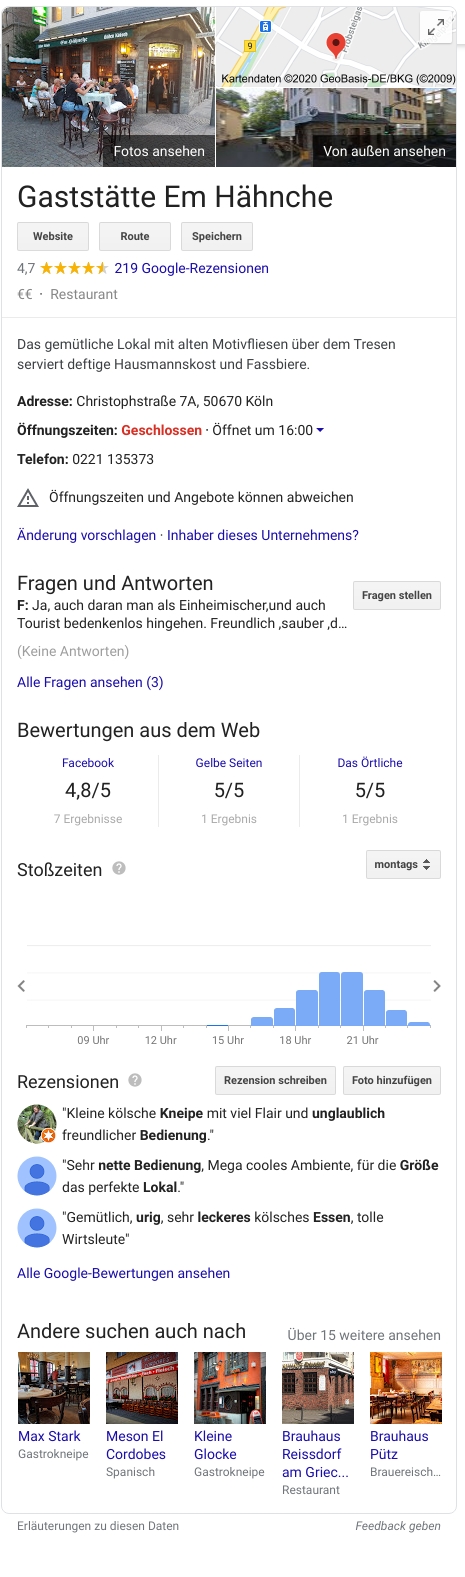 Fotos ansehen
Kartendaten ©2020 GeoBasis-DE/BKG (©2009)
9
Von außen ansehen
Gaststätte Em Hähnche
Website Route Speichern
4,7 219 Google-Rezensionen
€€ · Restaurant
Das gemütliche Lokal mit alten Motivfliesen über dem Tresen
serviert deftige Hausmannskost und Fassbiere.
Adresse: Christophstraße 7A, 50670 Köln
Öffnungszeiten: Geschlossen · Öffnet um 16:00
Telefon: 0221 135373
Öffnungszeiten und Angebote können abweichen
Änderung vorschlagen · Inhaber dieses Unternehmens?
Fragen und Antworten
Fragen stellen
F: Ja, auch daran man als Einheimischer,und auch
Tourist bedenkenlos hingehen. Freundlich ,sauber ,d...
(Keine Antworten)
Alle Fragen ansehen (3)
Bewertungen aus dem Web
Facebook Gelbe Seiten Das Örtliche
4,8/5 5/5 5/5
7 Ergebnisse 1 Ergebnis 1 Ergebnis
Stoßzeiten ? montags
09 Uhr 12 Uhr 15 Uhr 18 Uhr 21 Uhr
Rezensionen ? Rezension schreiben Foto hinzufügen
"Kleine kölsche Kneipe mit viel Flair und unglaublich
freundlicher Bedienung."
"Sehr nette Bedienung, Mega cooles Ambiente, für die Größe
das perfekte Lokal."
"Gemütlich, urig, sehr leckeres kölsches Essen, tolle
Wirtsleute"
Alle Google-Bewertungen ansehen
Andere suchen auch nach Über 15 weitere ansehen
Max Stark
Gastrokneipe
Meson El
Cordobes
Spanisch
Kleine
Glocke
Gastrokneipe
Brauhaus
Reissdorf
am Griec...
Restaurant
Brauhaus
Pütz
Brauereisch...
Erläuterungen zu diesen Daten Feedback geben